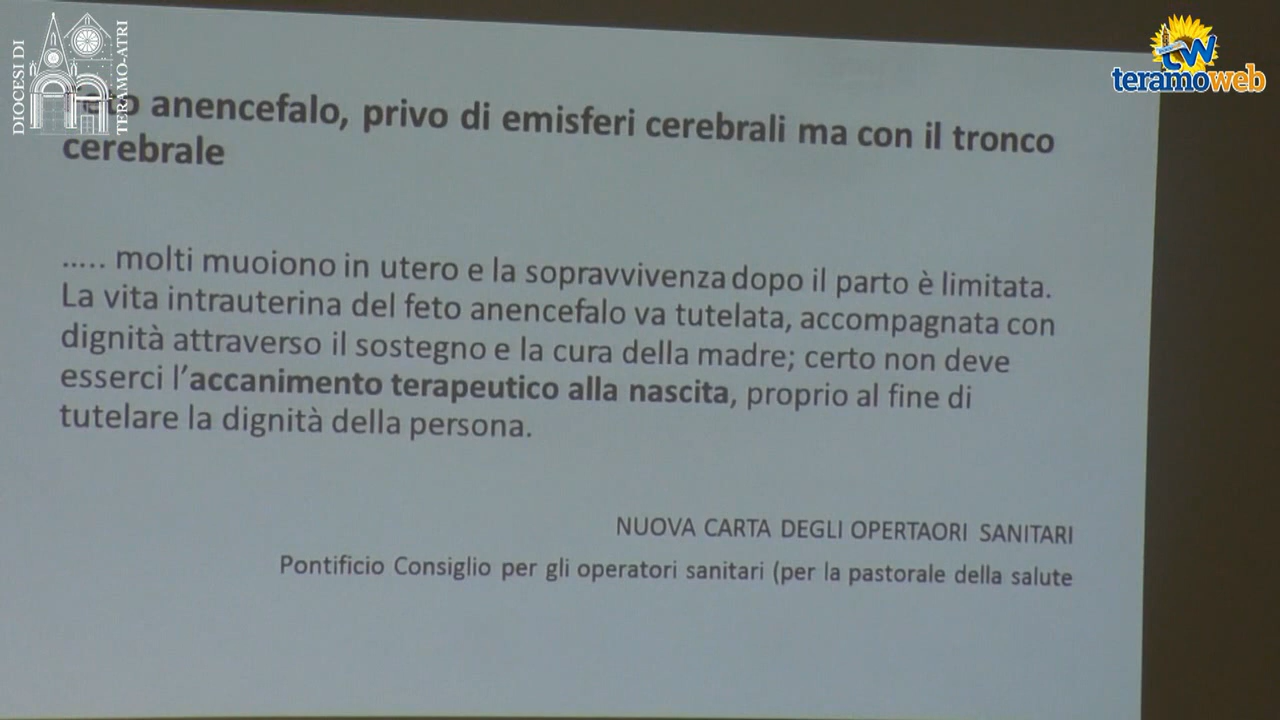 DIOCESI DI
TERAMO-ATRI
tw
teramoweb
feto anencefalo, privo di emisferi cerebrali ma con il tronco
cerebrale
..... molti muoiono in utero e la sopravvivenza dopo il parto è limitata.
La vita intrauterina del feto anencefalo va tutelata, accompagnata con
dignità attraverso il sostegno e la cura della madre; certo non deve
esserci l'accanimento terapeutico alla nascita, proprio al fine di
tutelare la dignità della persona.
NUOVA CARTA DEGLI OPERTAORI SANITARI
Pontificio Consiglio per gli operatori sanitari (per la pastorale della salute